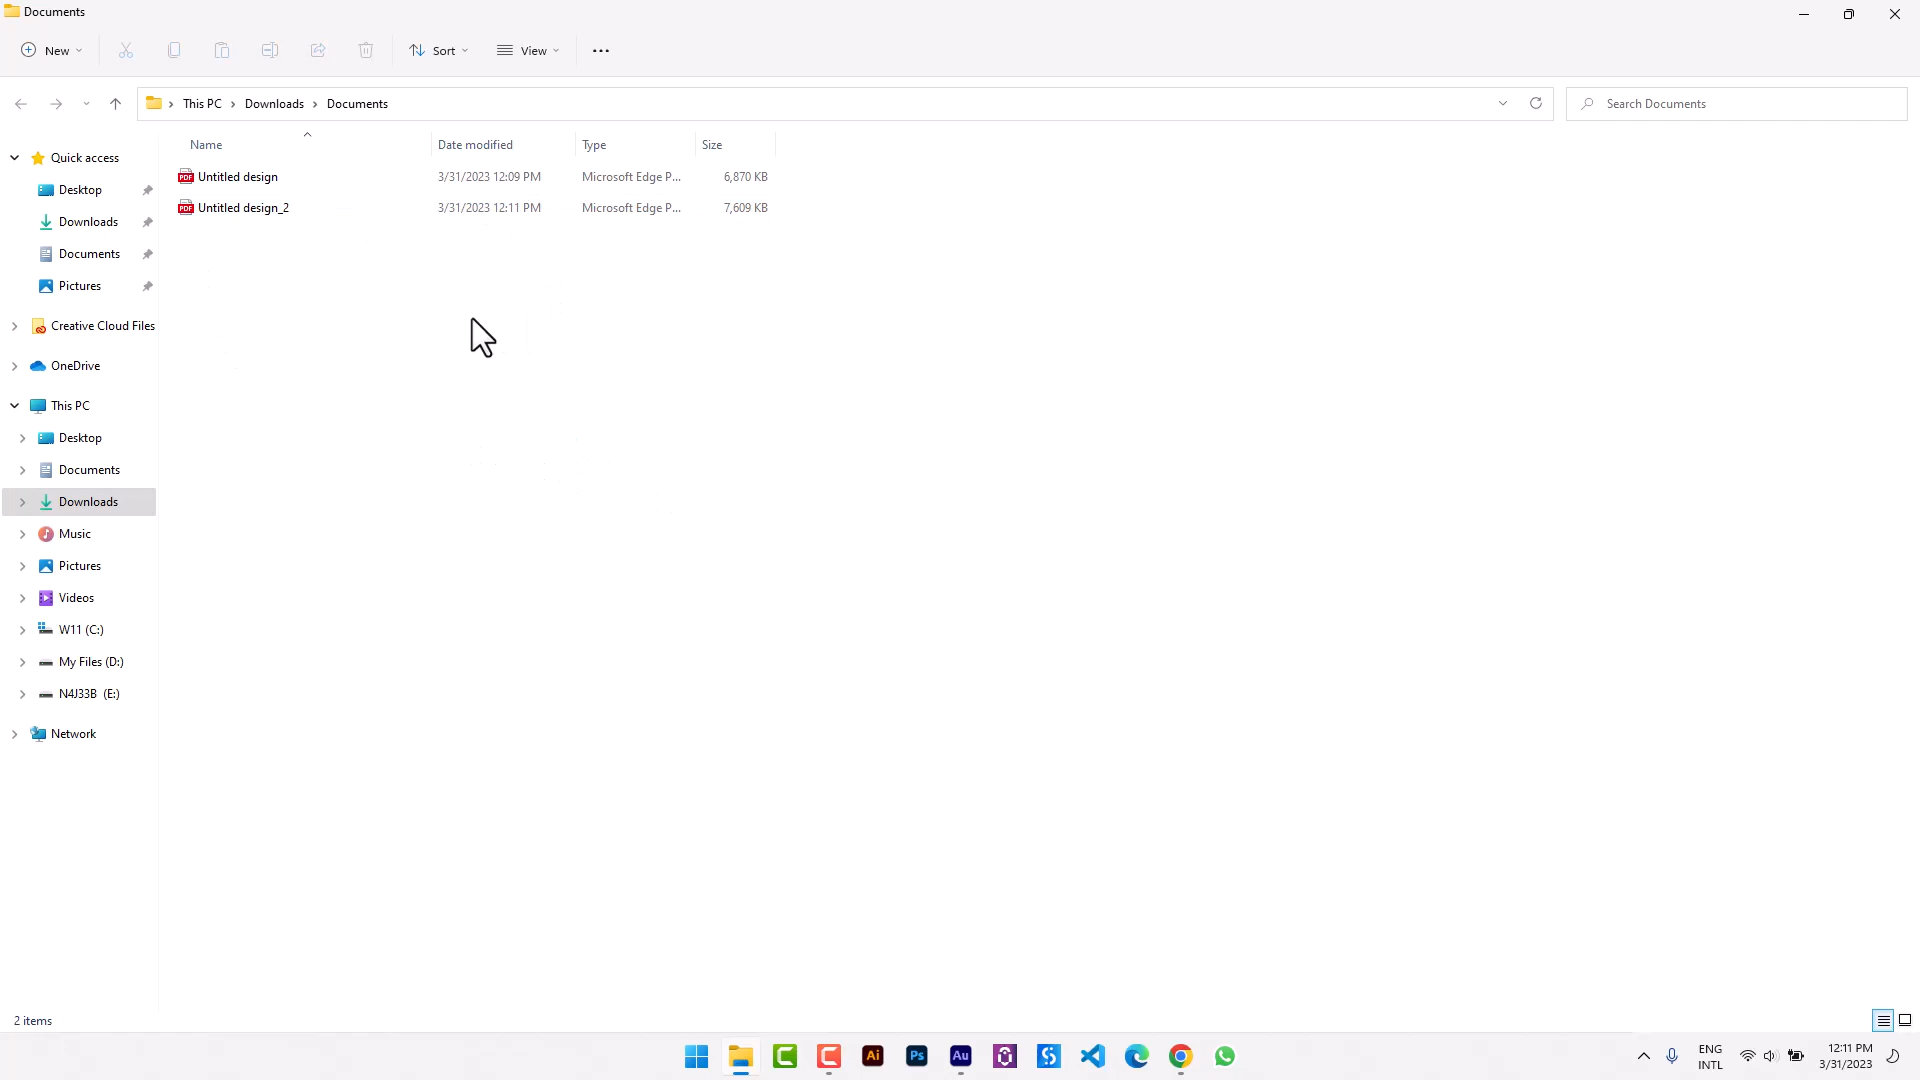 Documents
New
Sort
View
This PC
Downloads
Documents
Search Documents
Name
Date modified
Type
Size
Untitled design
3/31/2023 12:09 PM
Microsoft Edge P...
6,870 KB
Untitled design_2
3/31/2023 12:11 PM
Microsoft Edge P...
7,609 KB
Quick access
Desktop
Downloads
Documents
Pictures
Creative Cloud Files
OneDrive
This PC
Desktop
Documents
Downloads
Music
Pictures
Videos
W11 (C:)
My Files (D:)
N4J33B (E:)
Network
2 items
Ai
Ps
Au
ENG
INTL
12:11 PM
3/31/2023